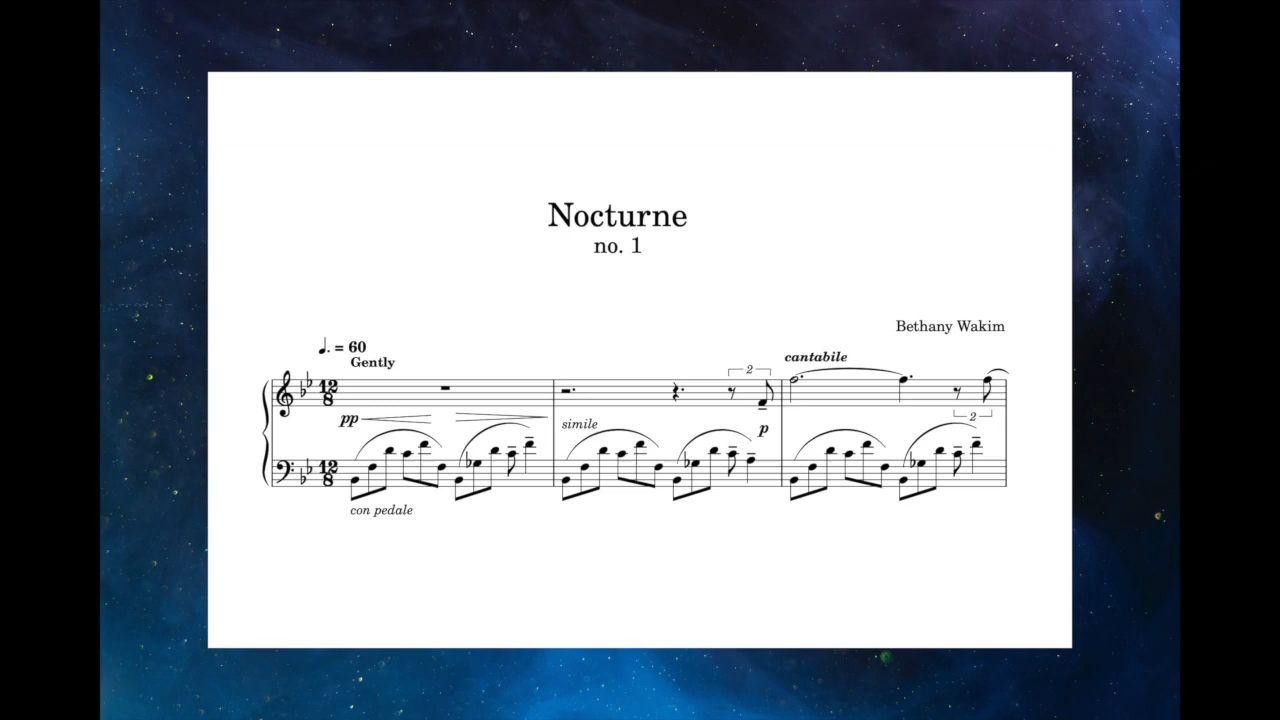 Nocturne
no. 1
Bethany Wakim
♩. = 60
Gently
cantabile
2
12
8
pp
simile
p
2
12
8
con pedale